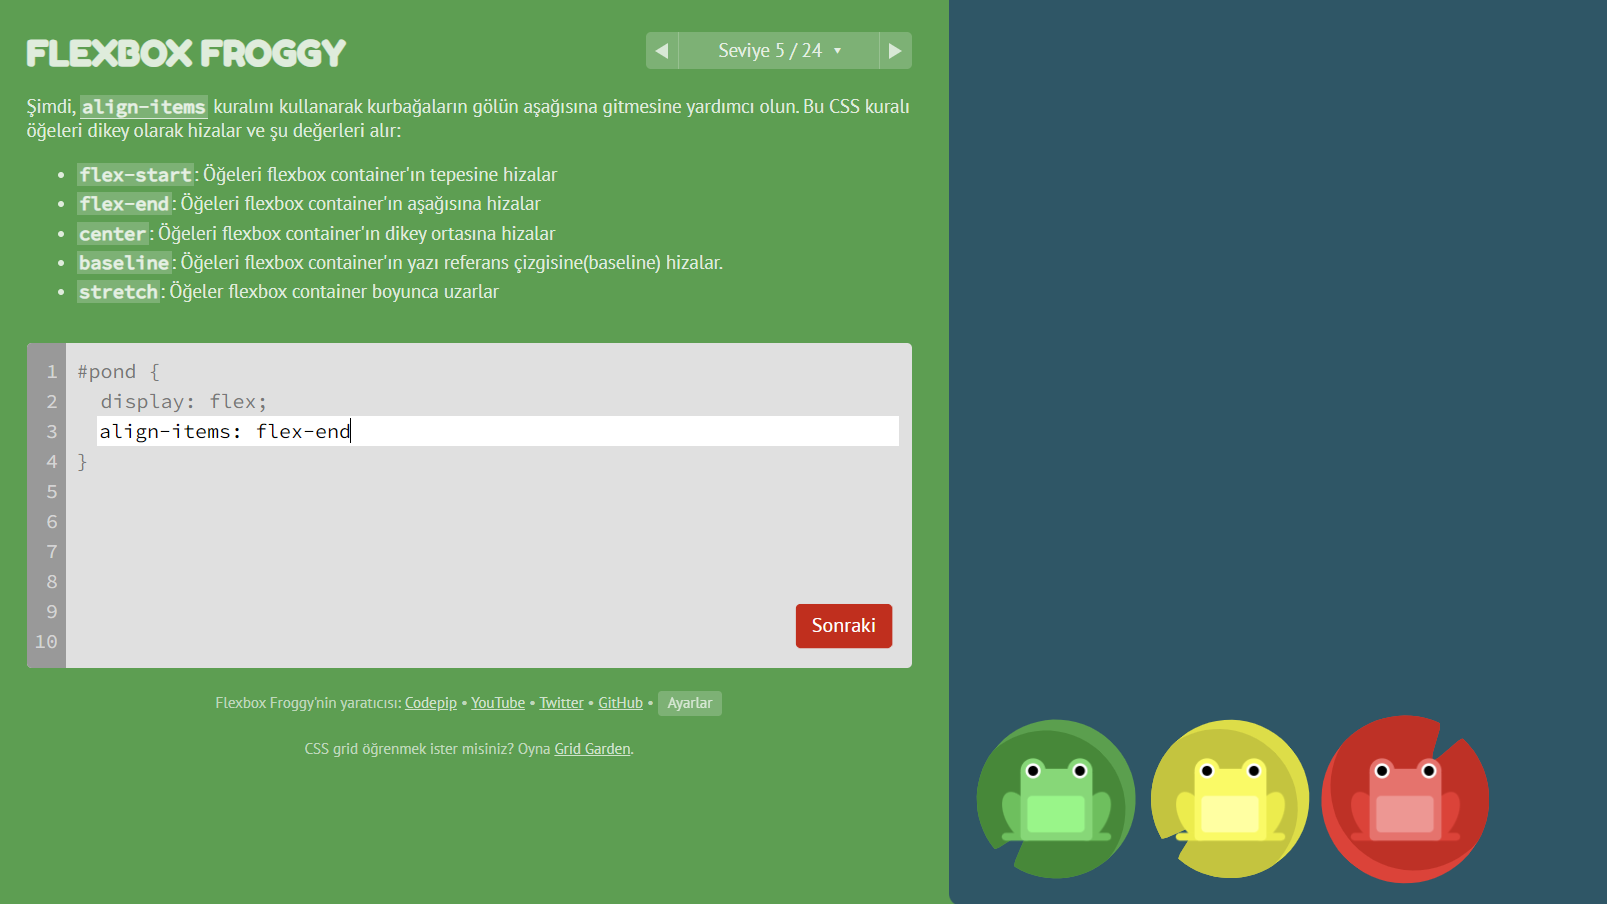 FLEXBOX FROGGY
Seviye 5 / 24 ▾
Şimdi, align-items kuralını kullanarak kurbağaların gölün aşağısına gitmesine yardımcı olun. Bu CSS kuralı
öğeleri dikey olarak hizalar ve şu değerleri alır:
• flex-start: Öğeleri flexbox container'ın tepesine hizalar
• flex-end: Öğeleri flexbox container'ın aşağısına hizalar
• center: Öğeleri flexbox container'ın dikey ortasına hizalar
• baseline: Öğeleri flexbox container'ın yazı referans çizgisine(baseline) hizalar.
• stretch: Öğeler flexbox container boyunca uzarlar
1 #pond {
2 display: flex;
3 align-items: flex-end
4 }
5
6
7
8
9
10
Sonraki
Flexbox Froggy'nin yaratıcısı: Codepip • YouTube • Twitter • GitHub • Ayarlar
CSS grid öğrenmek ister misiniz? Oyna Grid Garden.